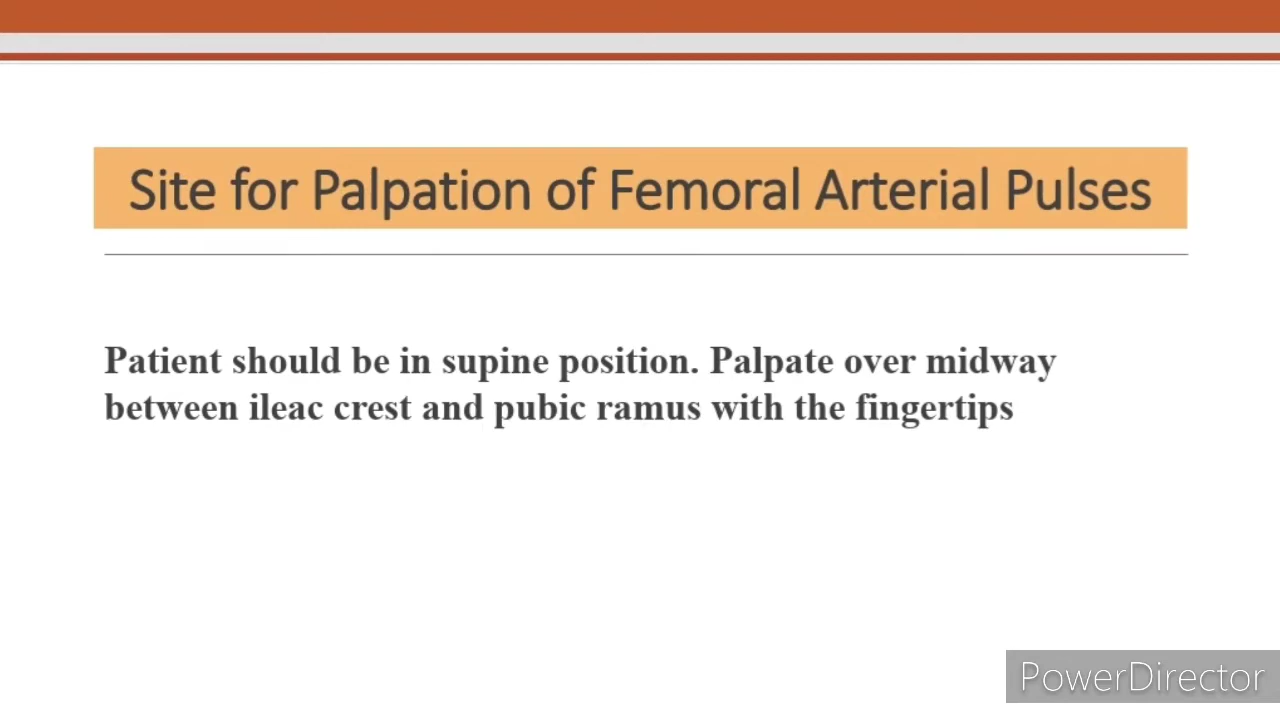 Site for Palpation of Femoral Arterial Pulses
Patient should be in supine position. Palpate over midway
between ileac crest and pubic ramus with the fingertips
PowerDirector